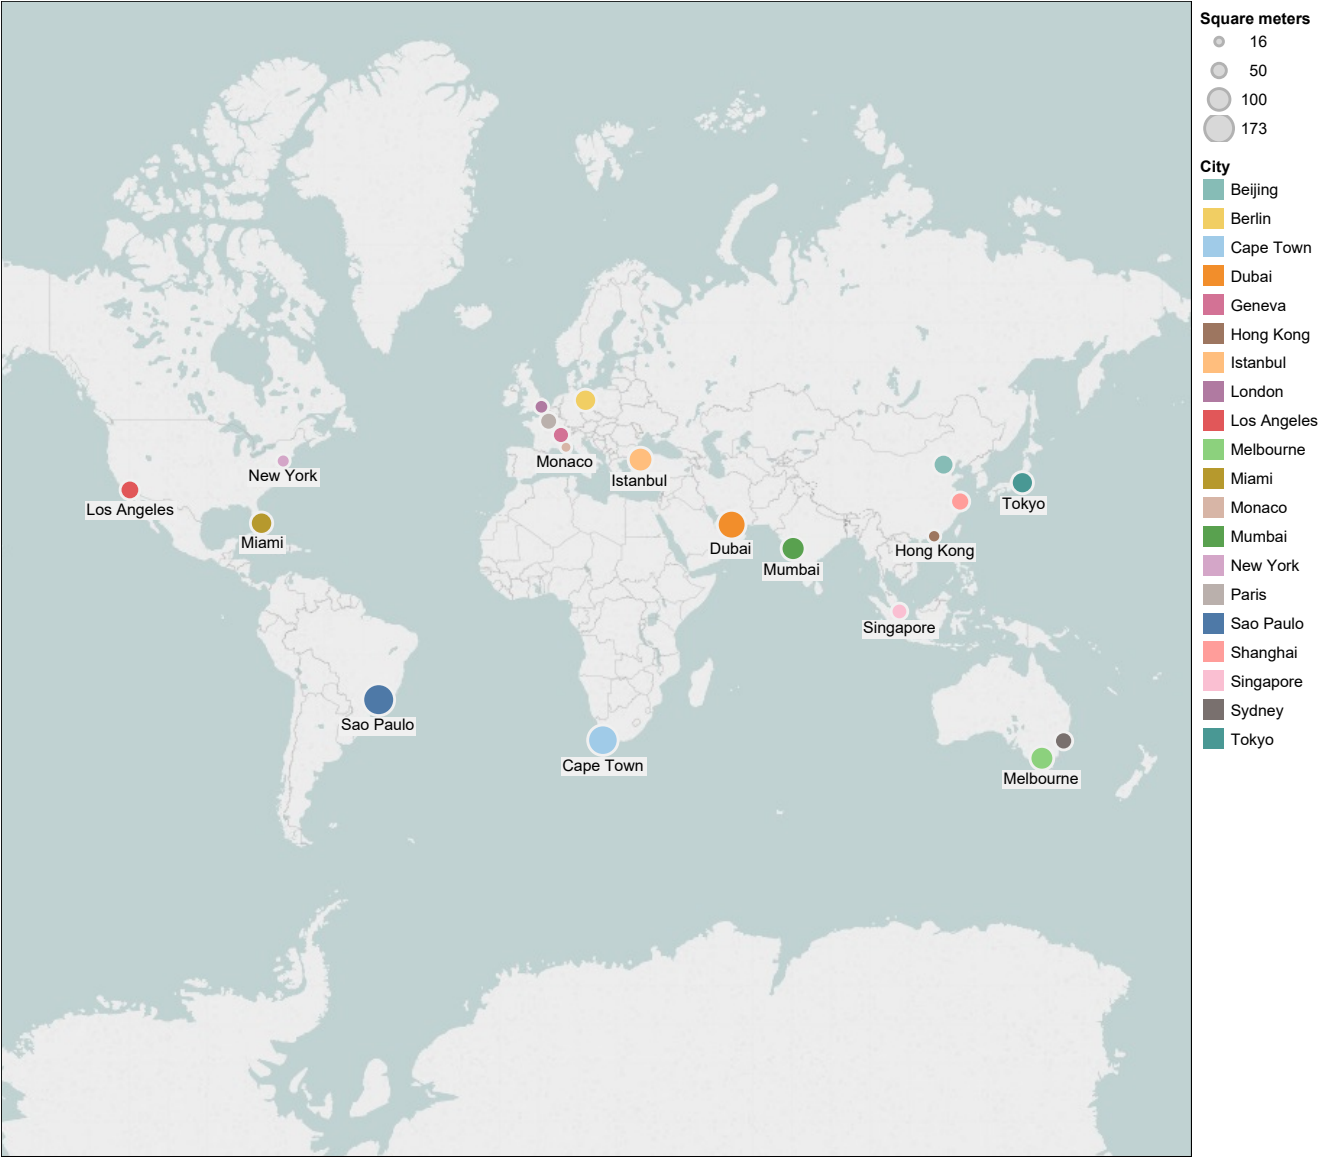 Square meters
16
50
100
173
City
Beijing
Berlin
Cape Town
Dubai
Geneva
Hong Kong
Istanbul
London
Los Angeles
Melbourne
Miami
Monaco
Mumbai
New York
Paris
Sao Paulo
Shanghai
Singapore
Sydney
Tokyo
Monaco
New York
Istanbul
Los Angeles
Tokyo
Miami
Dubai
Hong Kong
Mumbai
Singapore
Sao Paulo
Cape Town
Melbourne